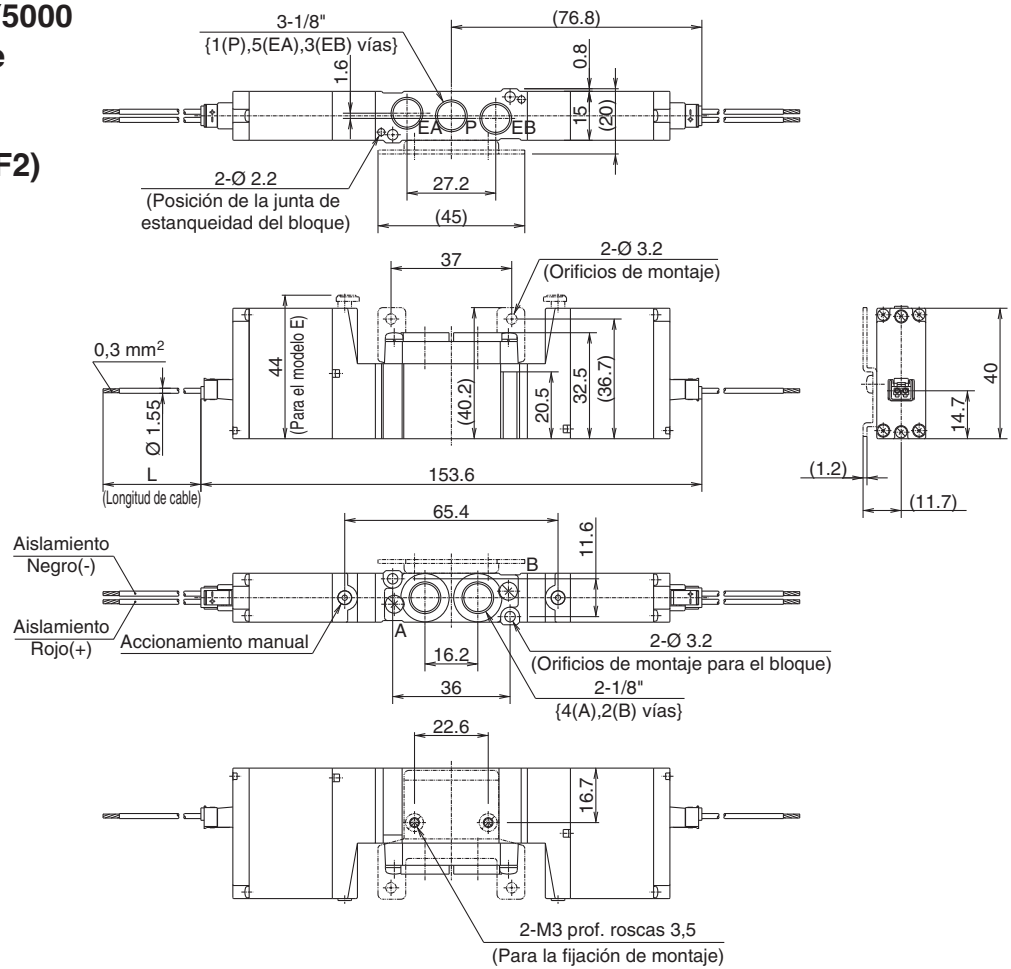 5000
e
F2)
3-1/8"
{1(P),5(EA),3(EB) vías}
(76.8)
0.8
1.6
EA
P
EB
15
(20)
2-Ø 2.2
(Posición de la junta de
estanqueidad del bloque)
27.2
(45)
37
2-Ø 3.2
(Orificios de montaje)
0,3 mm²
Ø 1.55
44
(Para el modelo E)
(40.2)
20.5
32.5
(36.7)
40
14.7
L
(Longitud de cable)
153.6
(1.2)
(11.7)
65.4
11.6
Aislamiento
Negro(-)
B
Aislamiento
Rojo(+)
Accionamiento manual
A
16.2
2-Ø 3.2
(Orificios de montaje para el bloque)
36
2-1/8"
{4(A),2(B) vías}
22.6
16.7
2-M3 prof. roscas 3,5
(Para la fijación de montaje)